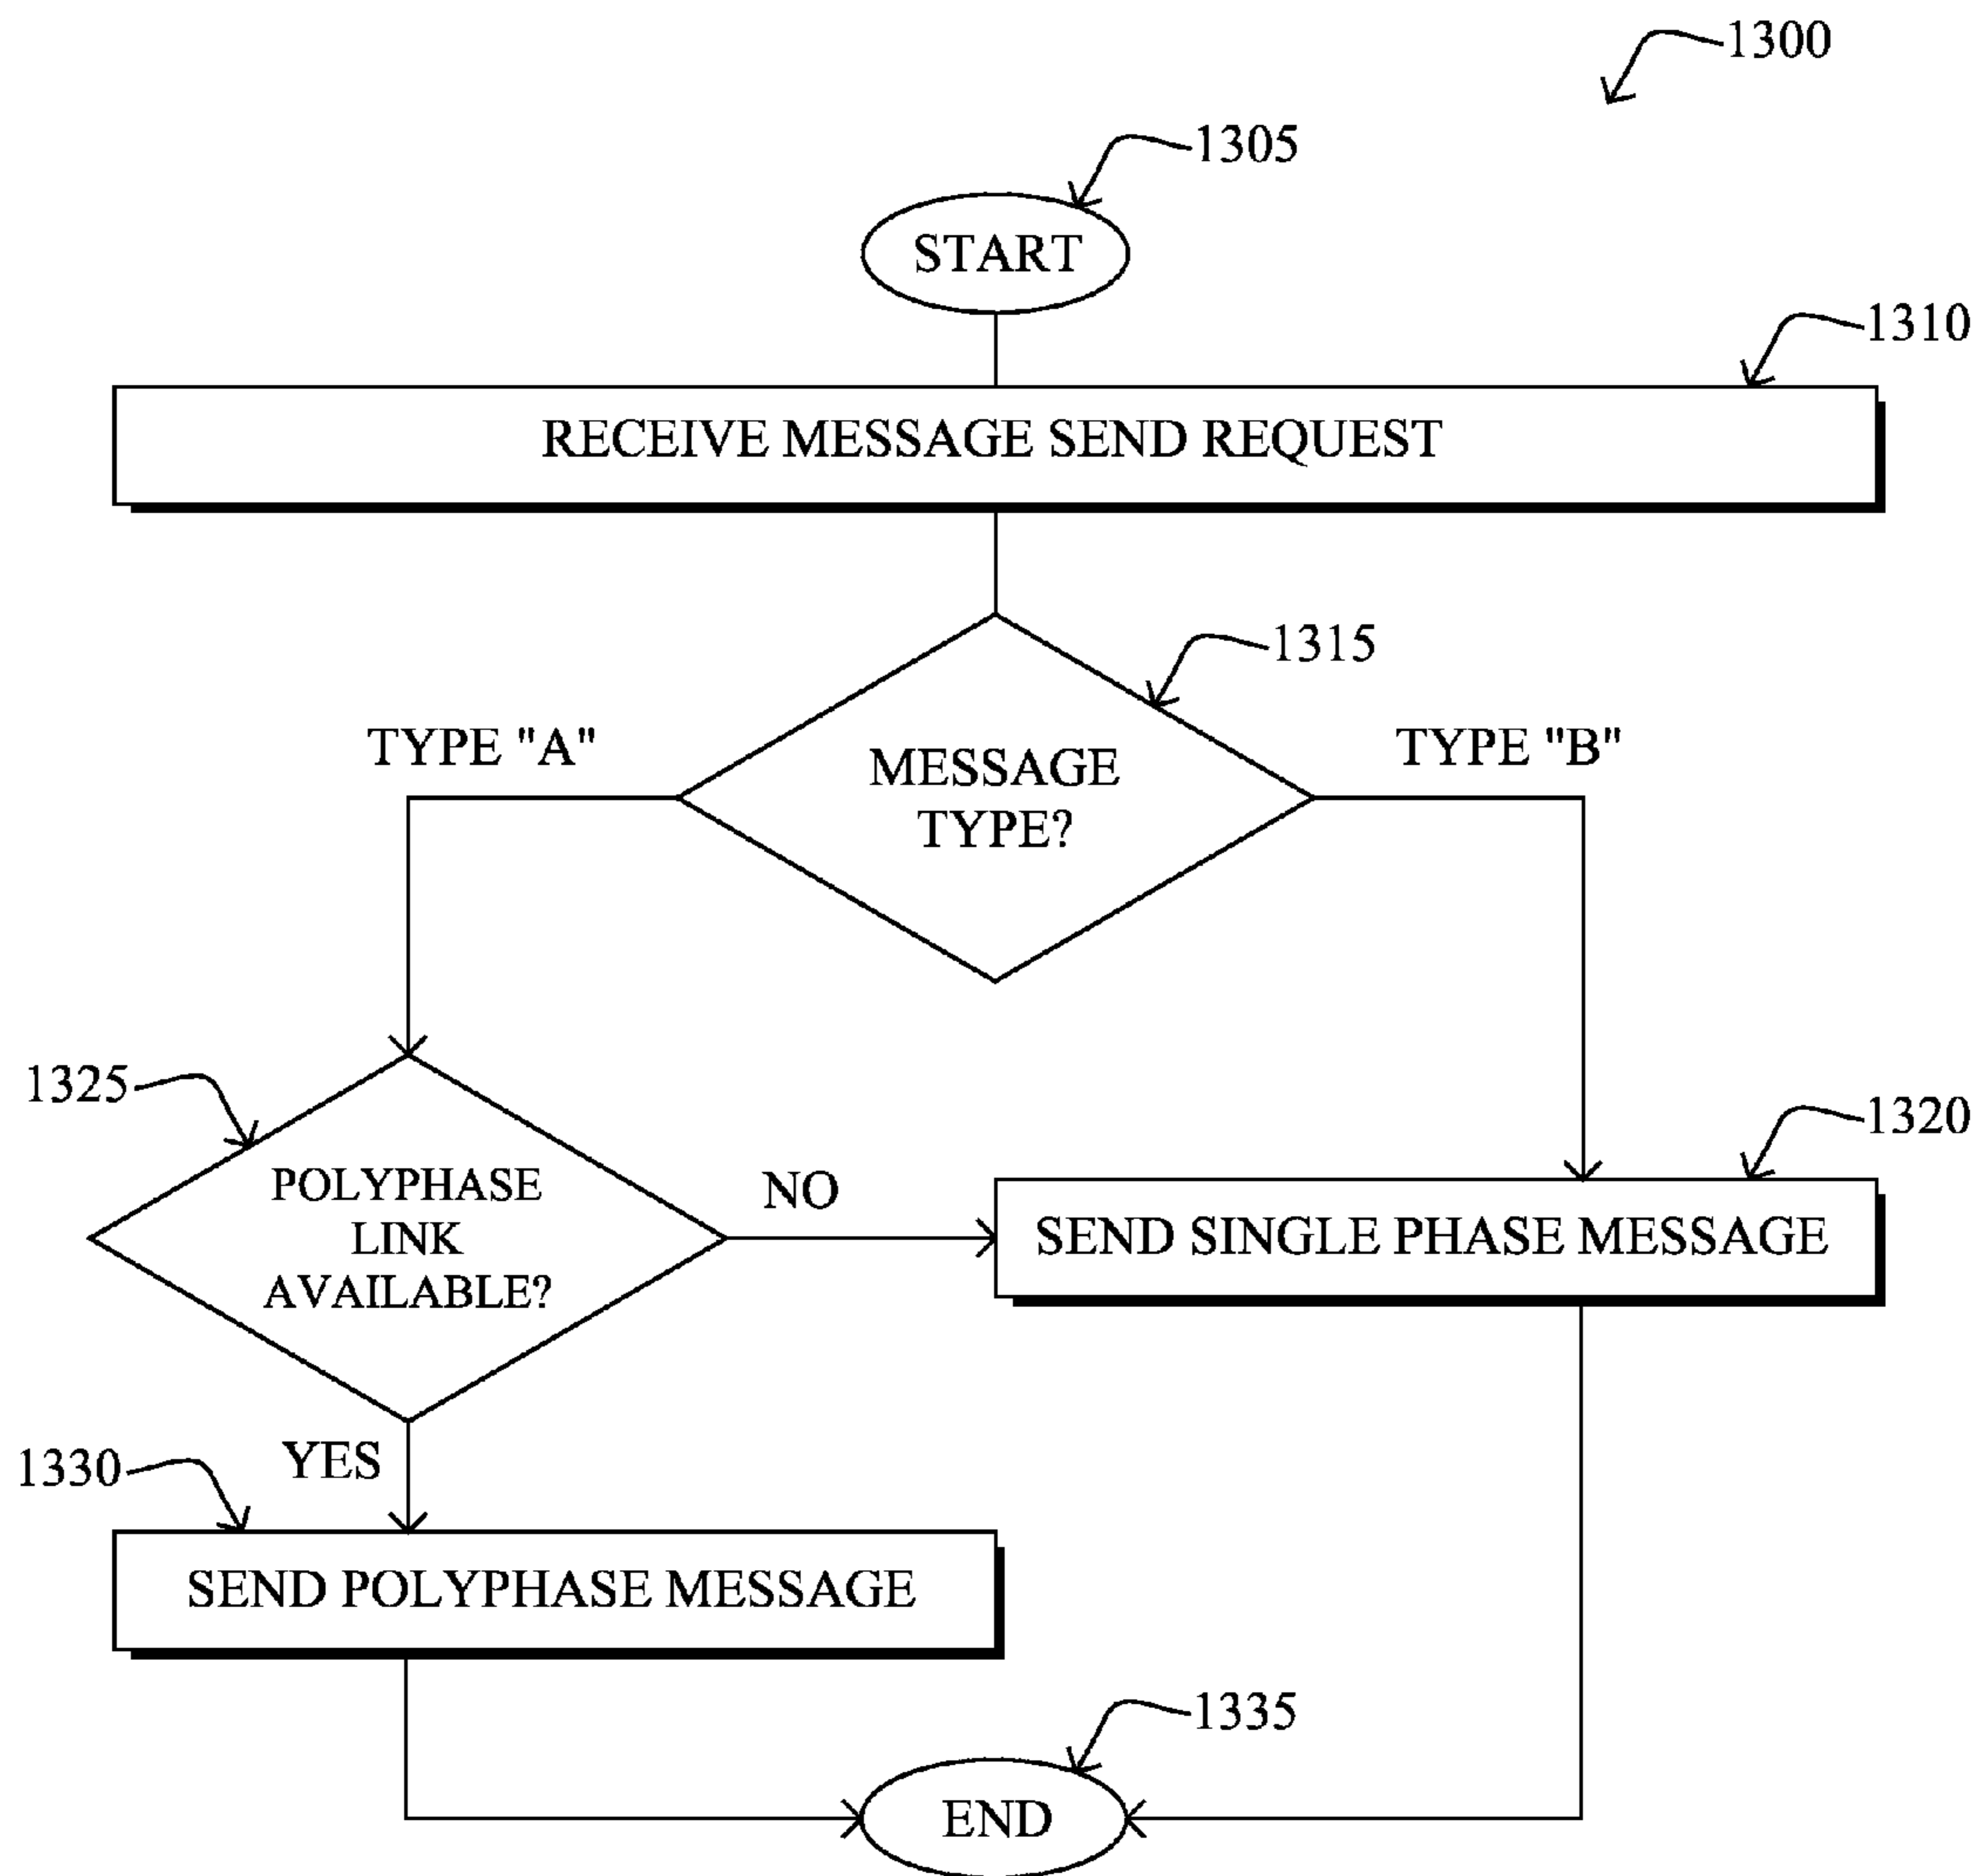 1300
1305
START
1310
RECEIVE MESSAGE SEND REQUEST
1315
TYPE "A"
MESSAGE
TYPE?
TYPE "B"
1325
POLYPHASE
LINK
AVAILABLE?
NO
1320
SEND SINGLE PHASE MESSAGE
YES
1330
SEND POLYPHASE MESSAGE
1335
END